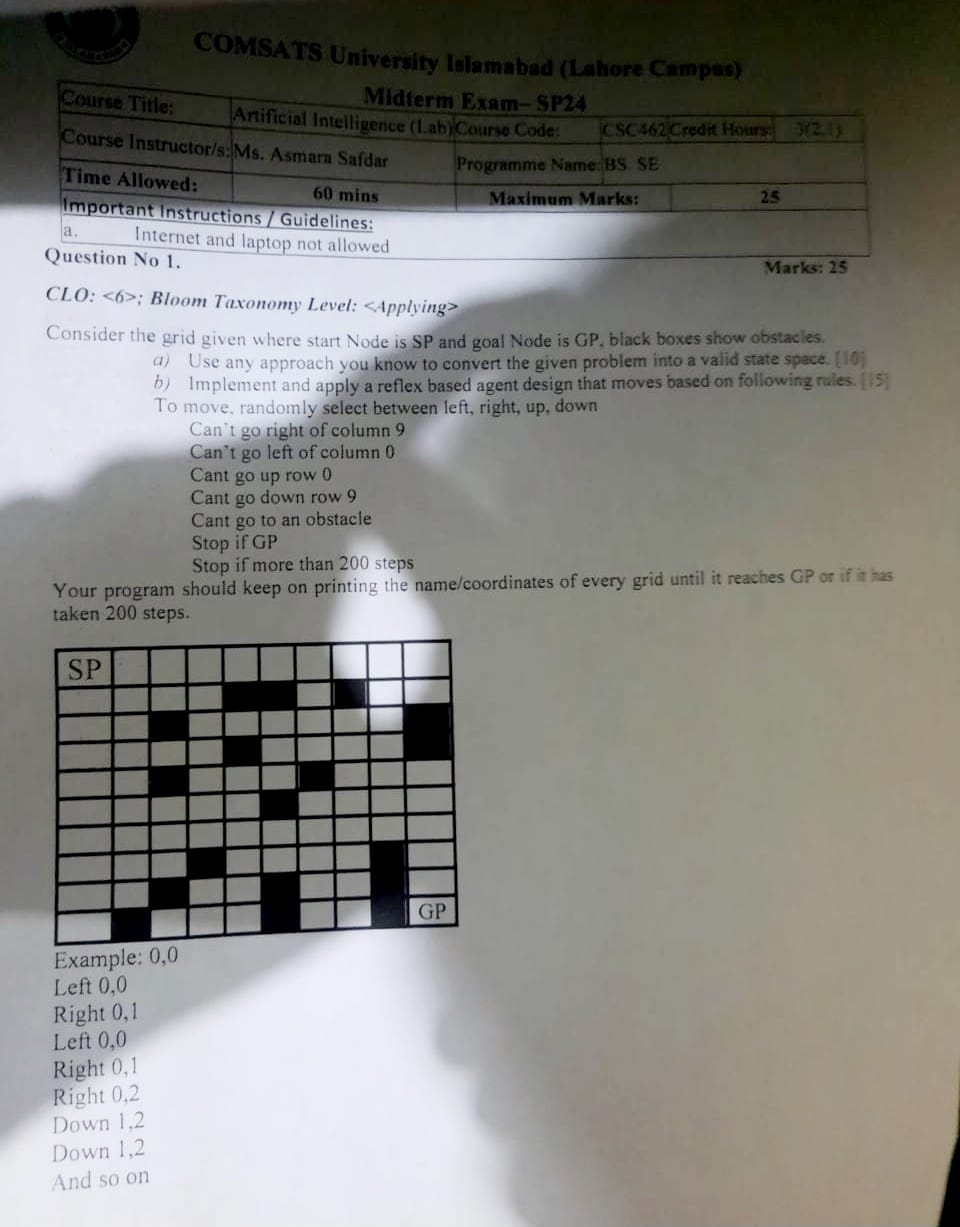 COMSATS University Islamabad (Lahore Campus)
Midterm Exam– SP24
Course Title: Artificial Intelligence (Lab) Course Code: CSC462 Credit Hours: 3(2,1)
Course Instructor/s: Ms. Asmara Safdar Programme Name: BS SE
Time Allowed: 60 mins Maximum Marks: 25
Important Instructions / Guidelines:
a. Internet and laptop not allowed
Question No 1. Marks: 25
CLO: <6>; Bloom Taxonomy Level: <Applying>
Consider the grid given where start Node is SP and goal Node is GP, black boxes show obstacles.
a) Use any approach you know to convert the given problem into a valid state space. [10]
b) Implement and apply a reflex based agent design that moves based on following rules. [15]
To move, randomly select between left, right, up, down
Can't go right of column 9
Can't go left of column 0
Cant go up row 0
Cant go down row 9
Cant go to an obstacle
Stop if GP
Stop if more than 200 steps
Your program should keep on printing the name/coordinates of every grid until it reaches GP or if it has
taken 200 steps.
SP
GP
Example: 0,0
Left 0,0
Right 0,1
Left 0,0
Right 0,1
Right 0,2
Down 1,2
Down 1,2
And so on